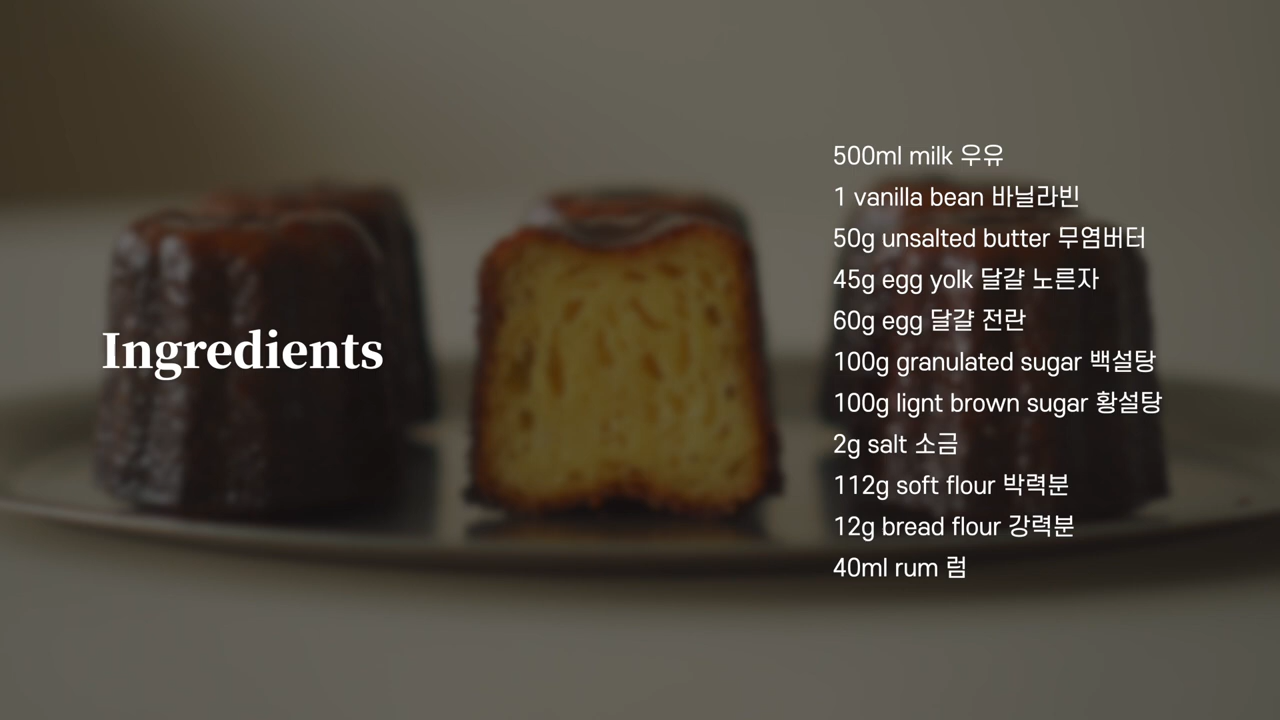 Ingredients
500ml milk 우유
1 vanilla bean 바닐라빈
50g unsalted butter 무염버터
45g egg yolk 달걀 노른자
60g egg 달걀 전란
100g granulated sugar 백설탕
100g lignt brown sugar 황설탕
2g salt 소금
112g soft flour 박력분
12g bread flour 강력분
40ml rum 럼